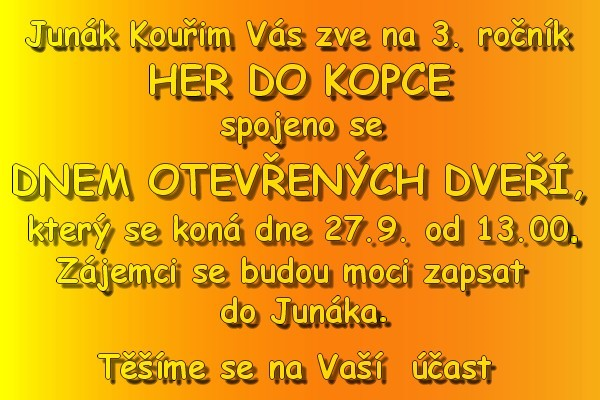 Junák Kouřim Vás zve na 3. ročník
HER DO KOPCE
spojeno se
DNEM OTEVŘENÝCH DVEŘÍ,
který se koná dne 27.9. od 13.00.
Zájemci se budou moci zapsat
do Junáka.
Těšíme se na Vaší účast